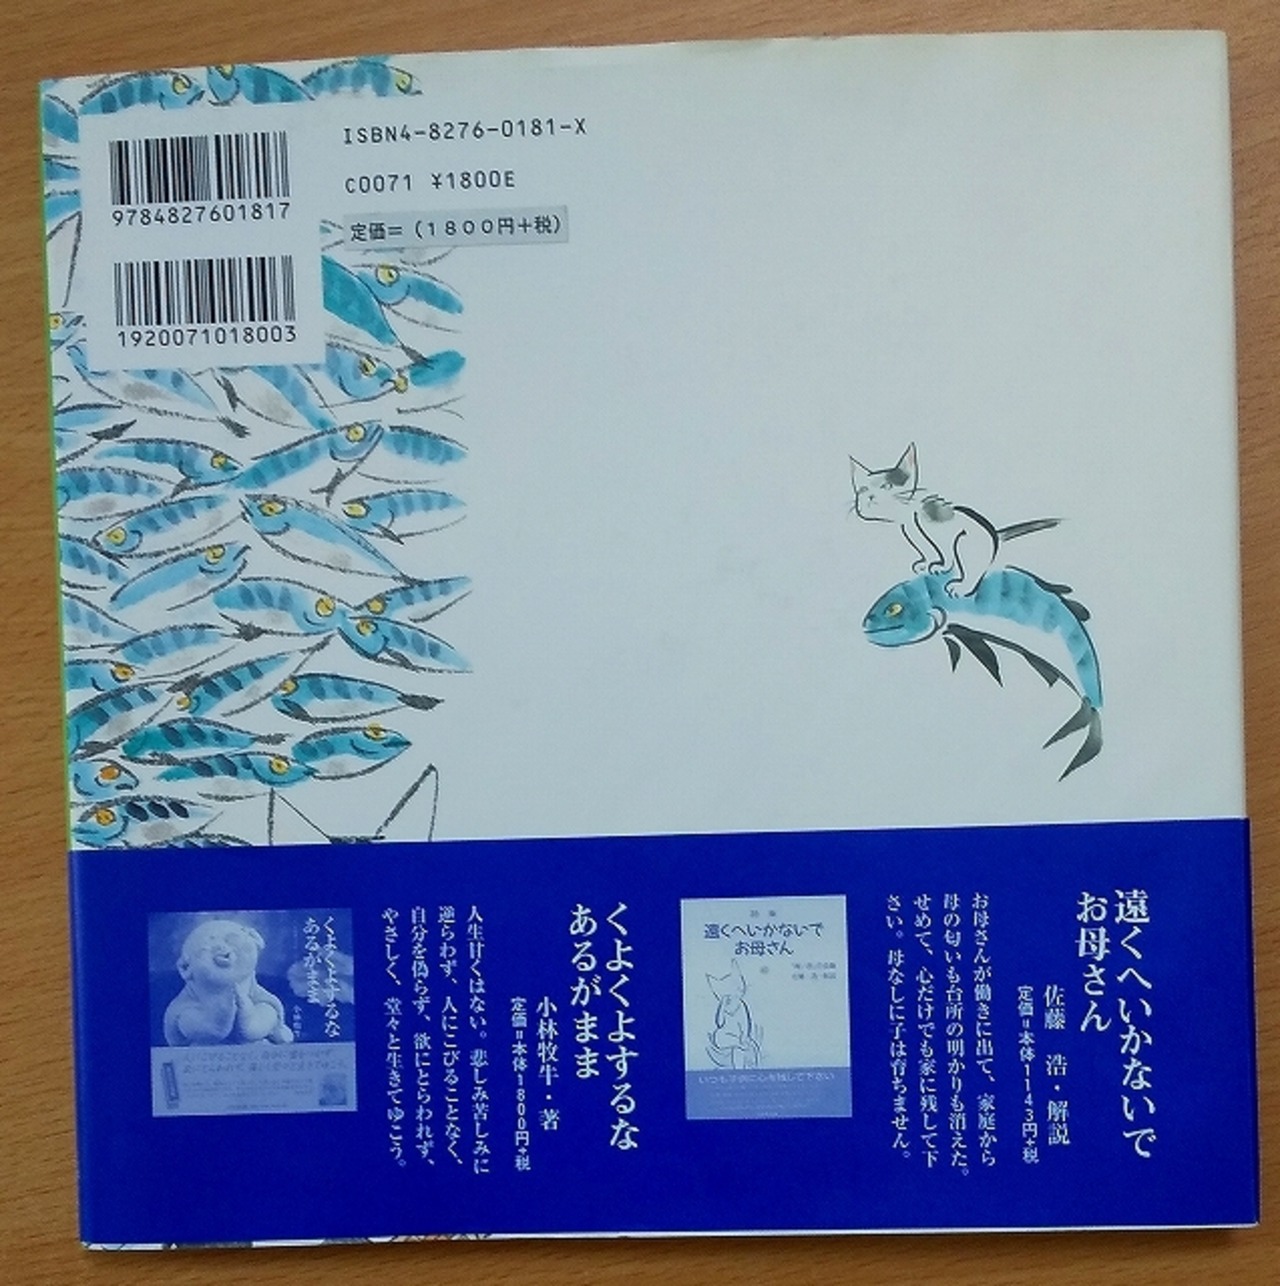 9784827601817
1920071018003
ISBN4-8276-0181-X
C0071 ¥1800E
定価=(1800円+税)
遠くへいかないで
お母さん
佐藤 浩・解説
定価=本体1143円+税
お母さんが働きに出て、家庭から
母の匂いも台所の明かりも消えた。
せめて、心だけでも家に残して下
さい。母なしに子は育ちません。
詩集
遠くへいかないで
お母さん
いつも子供に心を残して下さい
くよくよするな
あるがまま
小林牧牛・著
定価=本体1800円+税
人生甘くはない。悲しみ苦しみに
逆らわず、人にこびることなく、
自分を偽らず、欲にとらわれず、
やさしく、堂々と生きてゆこう。
くよくよするな
あるがまま